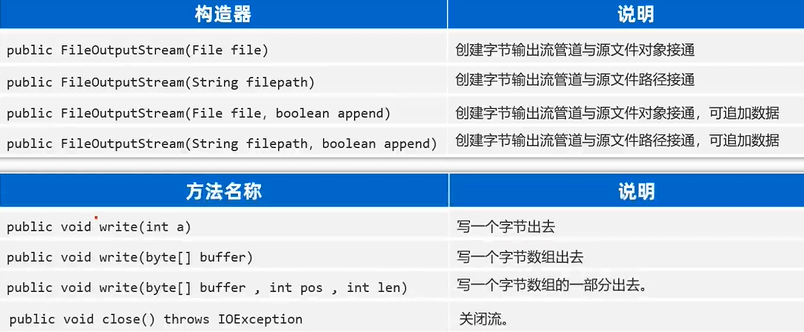 构造器 说明
public FileOutputStream(File file) 创建字节输出流管道与源文件对象接通
public FileOutputStream(String filepath) 创建字节输出流管道与源文件路径接通
public FileOutputStream(File file, boolean append) 创建字节输出流管道与源文件对象接通，可追加数据
public FileOutputStream(String filepath, boolean append) 创建字节输出流管道与源文件路径接通，可追加数据
方法名称 说明
public void write(int a) 写一个字节出去
public void write(byte[] buffer) 写一个字节数组出去
public void write(byte[] buffer , int pos , int len) 写一个字节数组的一部分出去。
public void close() throws IOException 关闭流。